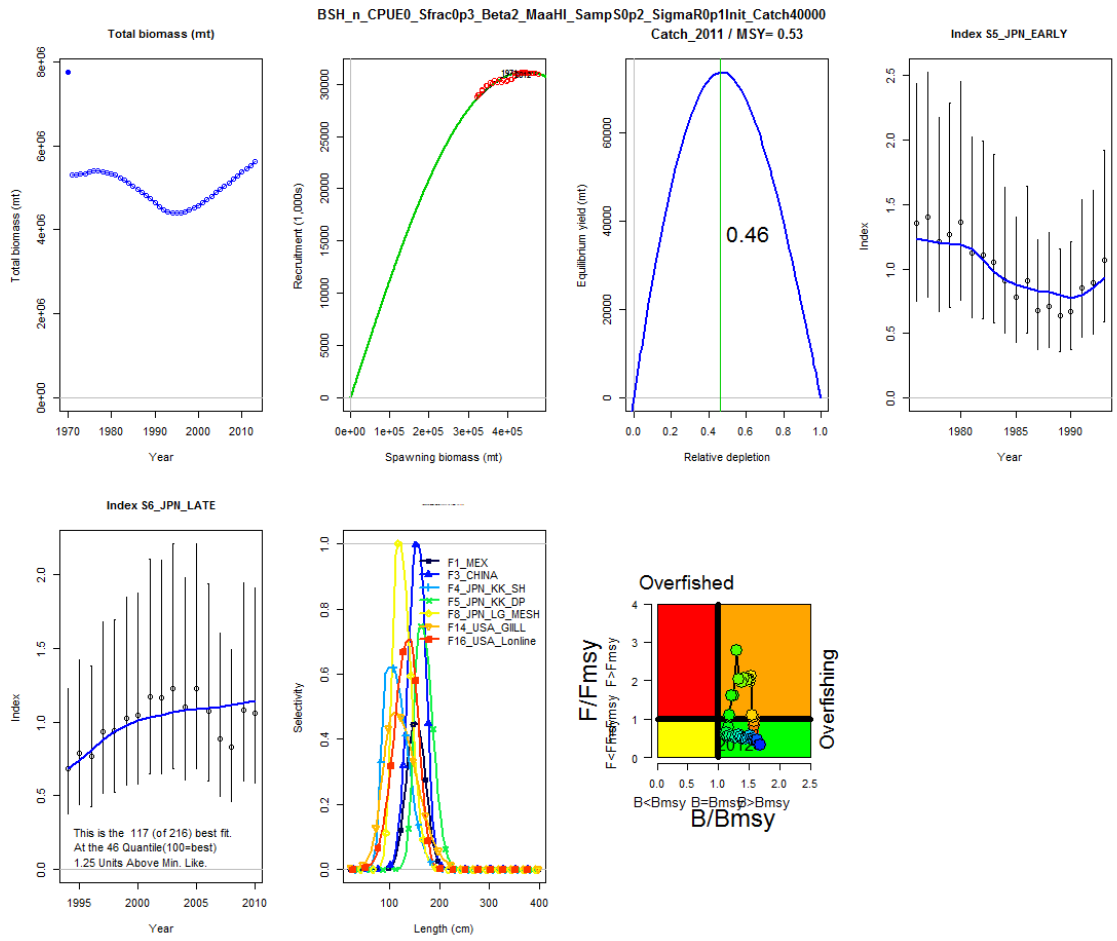 BSH_n_CPUE0_Sfrac0p3_Beta2_MaaHI_SampS0p2_SigmaR0p1Init_Catch40000
Total biomass (mt)
Catch_2011 / MSY= 0.53
Index S5_JPN_EARLY
Total biomass (mt)
0e+00 2e+06 4e+06 6e+06 8e+06
1970 1980 1990 2000 2010
Year
Recruitment (1,000s)
0 5000 10000 15000 20000 25000 30000
0e+00 1e+05 2e+05 3e+05 4e+05
Spawning biomass (mt)
Equilibrium yield (mt)
0 20000 40000 60000
0.46
0.0 0.2 0.4 0.6 0.8 1.0
Relative depletion
Index
0.0 0.5 1.0 1.5 2.0 2.5
1980 1985 1990
Year
Index S6_JPN_LATE
Index
0.0 0.5 1.0 1.5 2.0
This is the 117 (of 216) best fit.
At the 46 Quantile(100=best)
1.25 Units Above Min. Like.
1995 2000 2005 2010
Year
Selectivity
0.0 0.2 0.4 0.6 0.8 1.0
F1_MEX
F3_CHINA
F4_JPN_KK_SH
F5_JPN_KK_DP
F8_JPN_LG_MESH
F14_USA_GIILL
F16_USA_Lonline
100 200 300 400
Length (cm)
Overfished
F/Fmsy
F>Fmsy
0 1 2 3 4
2012
Overfishing
0.0 0.5 1.0 1.5 2.0 2.5
B<Bmsy B=Bmsy B>Bmsy
B/Bmsy